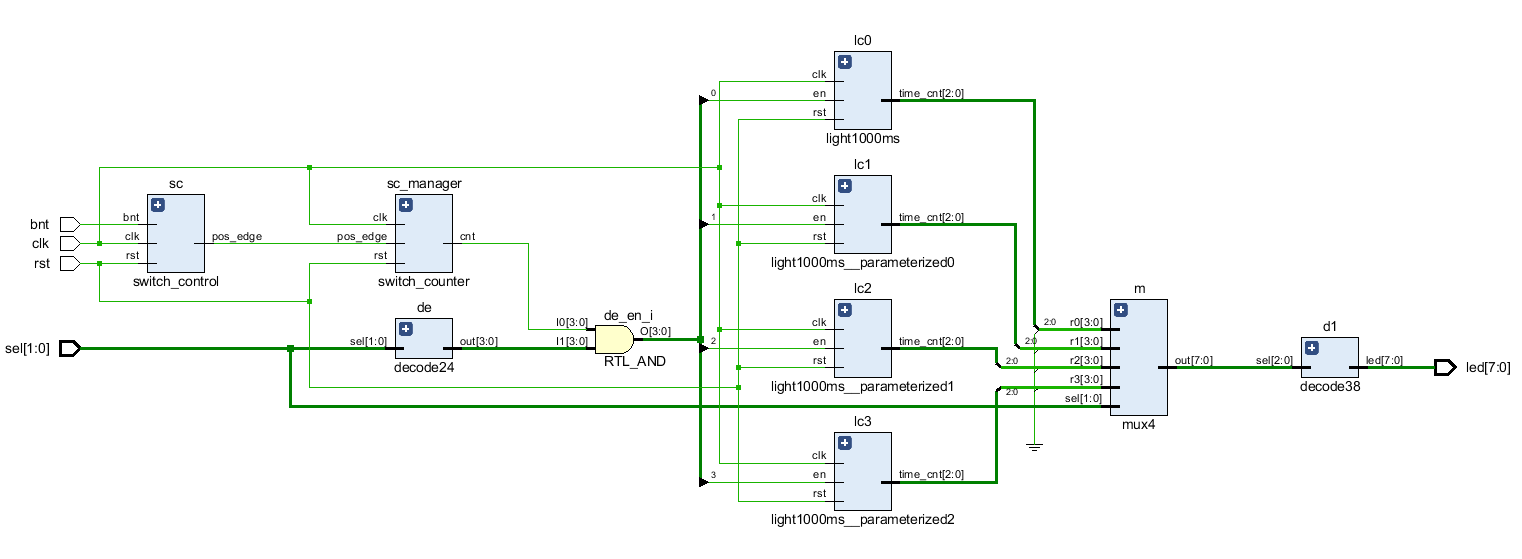 lc0
clk
en
rst
time_cnt[2:0]
light1000ms
0
lc1
clk
en
rst
time_cnt[2:0]
light1000ms__parameterized0
1
sc
bnt
clk
rst
bnt
clk
rst
pos_edge
switch_control
sc_manager
clk
pos_edge
rst
cnt
switch_counter
de
sel[1:0]
sel[1:0]
out[3:0]
decode24
de_en_i
I0[3:0]
I1[3:0]
O[3:0]
RTL_AND
lc2
clk
en
rst
time_cnt[2:0]
light1000ms__parameterized1
2
lc3
clk
en
rst
time_cnt[2:0]
light1000ms__parameterized2
3
m
2:0
r0[3:0]
2:0
r1[3:0]
2:0
r2[3:0]
2:0
r3[3:0]
sel[1:0]
out[7:0]
mux4
d1
sel[2:0]
led[7:0]
decode38
led[7:0]